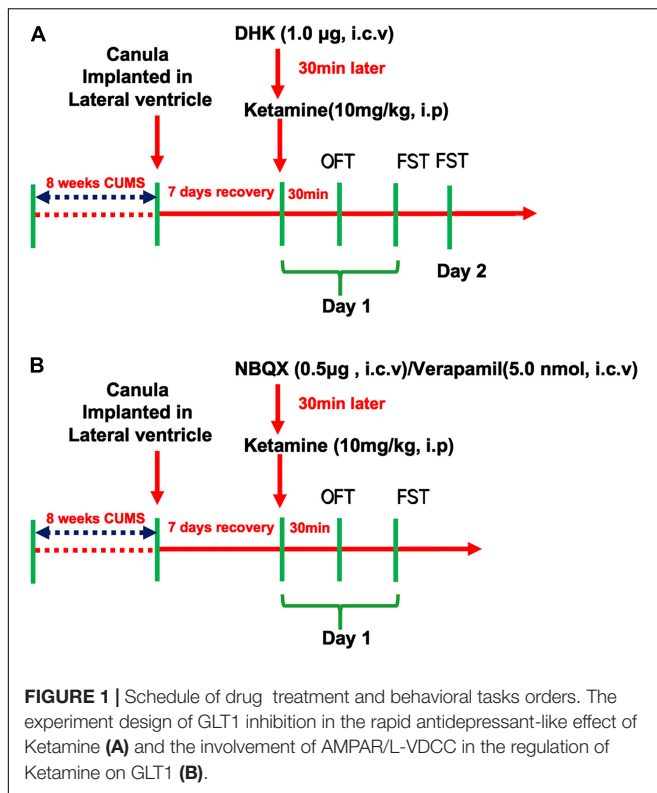 A
DHK (1.0 µg, i.c.v)
Canula
Implanted in
Lateral ventricle
30min later
Ketamine(10mg/kg, i.p)
OFT
FST
FST
8 weeks CUMS
7 days recovery
30min
Day 1
Day 2
B
NBQX (0.5µg , i.c.v)/Verapamil(5.0 nmol, i.c.v)
Canula
Implanted in
Lateral ventricle
30min later
Ketamine (10mg/kg, i.p)
OFT
FST
8 weeks CUMS
7 days recovery
30min
Day 1
FIGURE 1 | Schedule of drug treatment and behavioral tasks orders. The
experiment design of GLT1 inhibition in the rapid antidepressant-like effect of
Ketamine (A) and the involvement of AMPAR/L-VDCC in the regulation of
Ketamine on GLT1 (B).